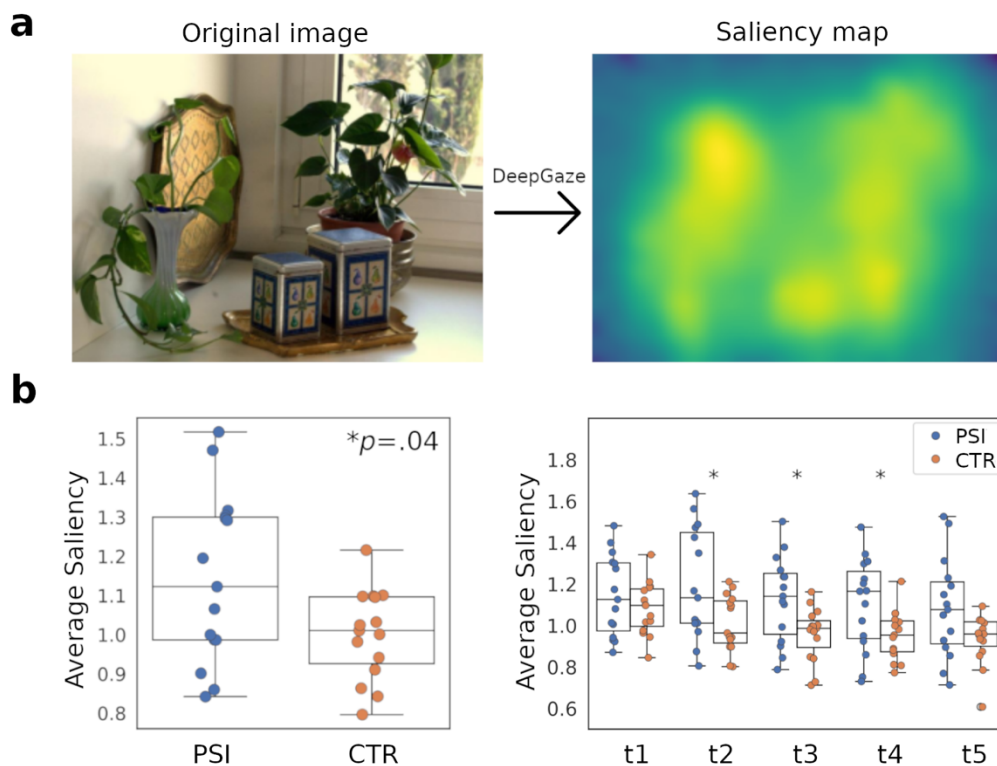 a
Original image
Saliency map
DeepGaze
b
Average Saliency
1.5
1.4
1.3
1.2
1.1
1.0
0.9
0.8
*p=.04
PSI
CTR
Average Saliency
1.8
1.6
1.4
1.2
1.0
0.8
0.6
PSI
CTR
* * *
t1 t2 t3 t4 t5